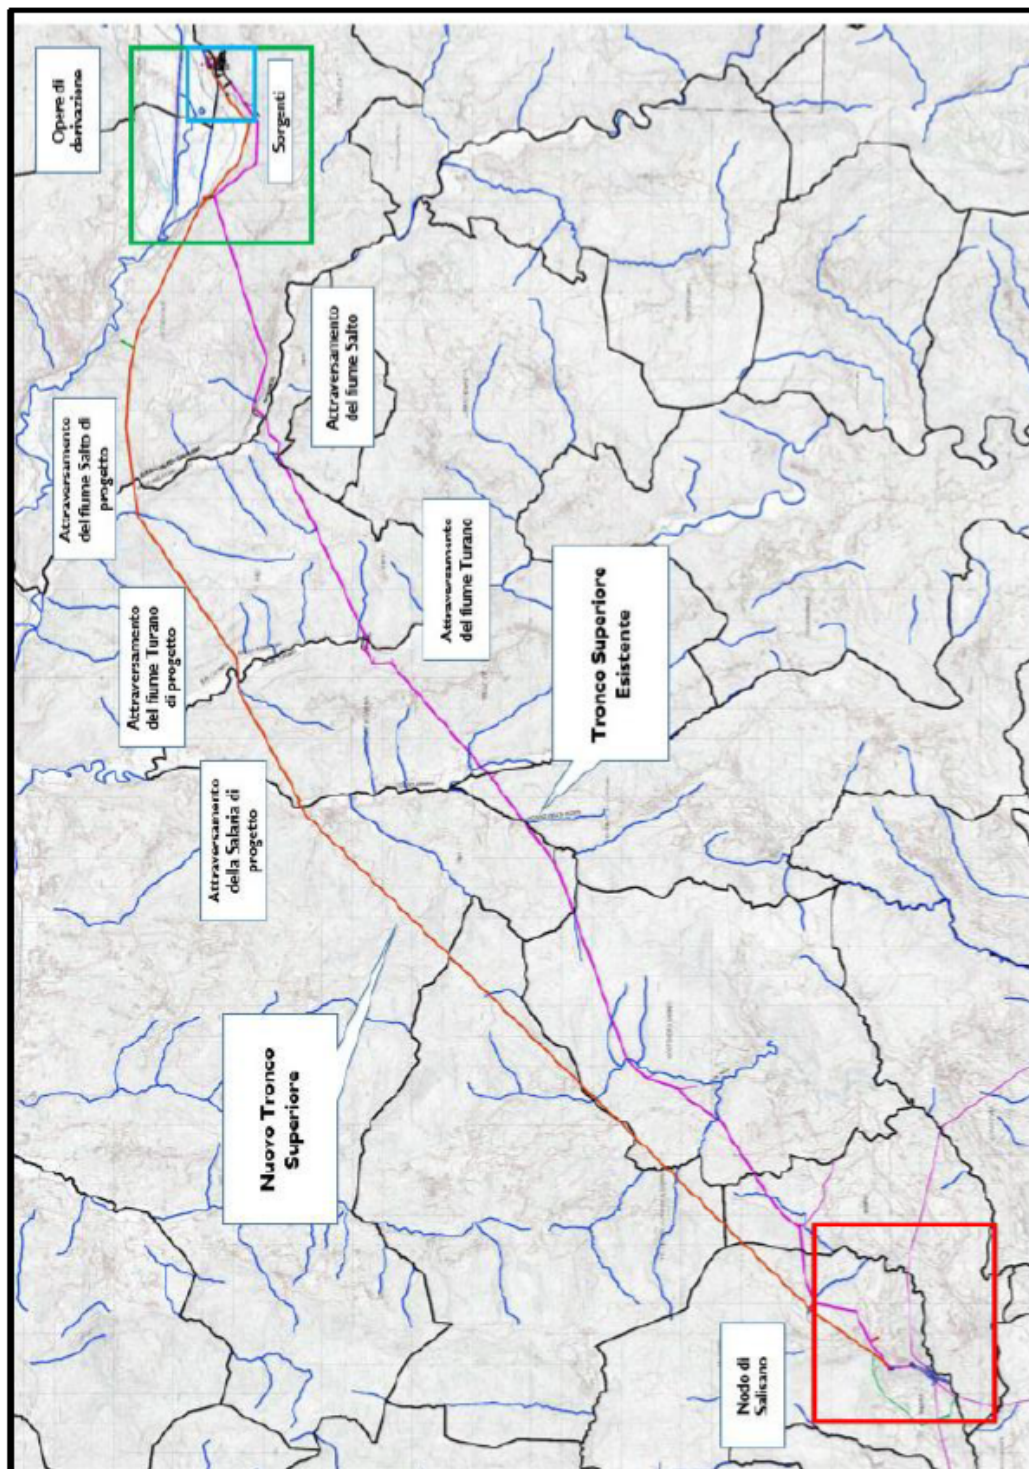 Opere di
derivazione
Sorgenti
Attraversamento
del fiume Salto
Attraversamento
del fiume Salto di
progetto
Attraversamento
del fiume Turano
Tronco Superiore
Esistente
Attraversamento
del fiume Turano
di progetto
Attraversamento
della Salaria di
progetto
Nuovo Tronco
Superiore
Nodo di
Salisano